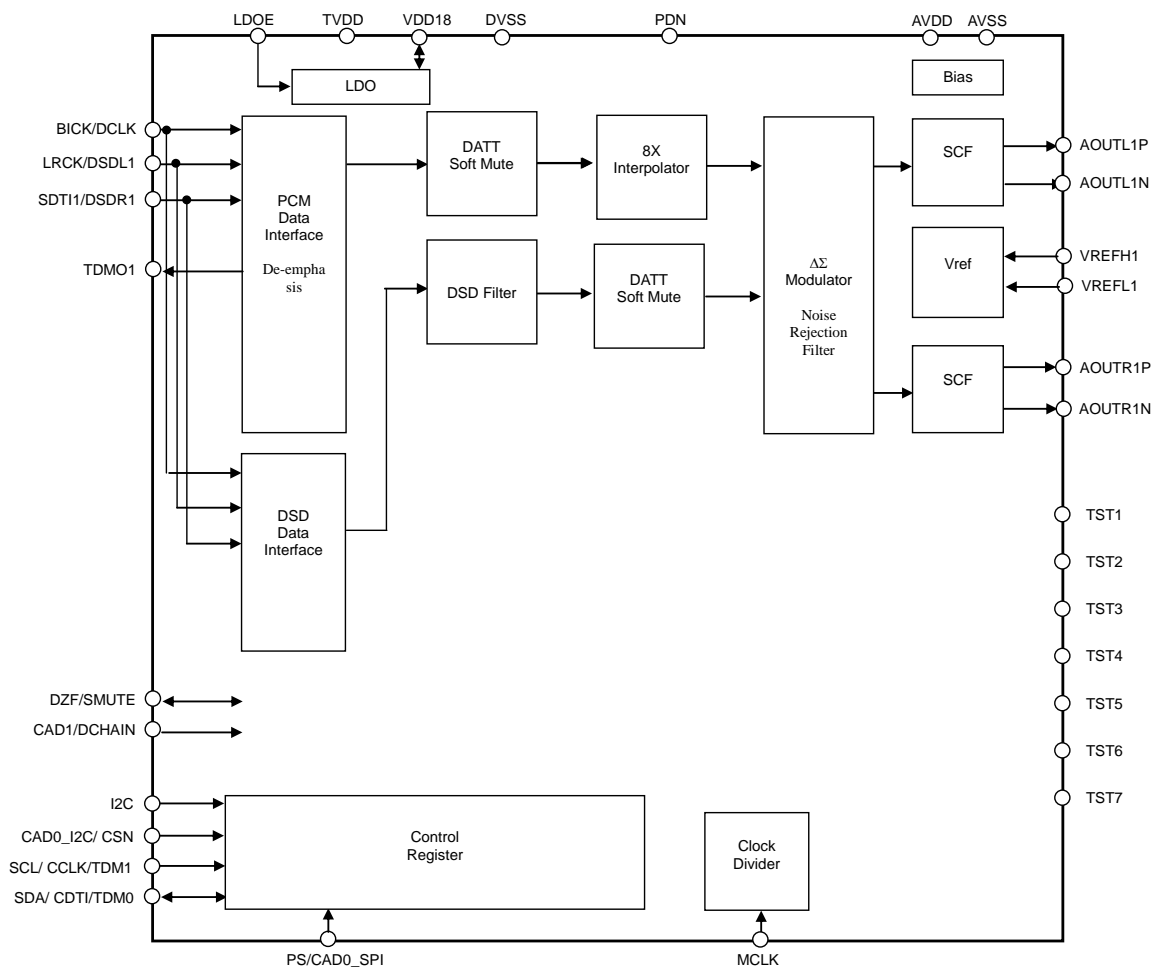 LDOE TVDD VDD18 DVSS PDN AVDD AVSS
LDO
Bias
BICK/DCLK
LRCK/DSDL1
SDTI1/DSDR1
TDMO1
PCM
Data
Interface
De-empha
sis
DATT
Soft Mute
8X
Interpolator
DSD Filter
DATT
Soft Mute
ΔΣ
Modulator
Noise
Rejection
Filter
SCF
Vref
SCF
AOUTL1P
AOUTL1N
VREFH1
VREFL1
AOUTR1P
AOUTR1N
DSD
Data
Interface
TST1
TST2
TST3
TST4
TST5
TST6
TST7
DZF/SMUTE
CAD1/DCHAIN
I2C
CAD0_I2C/ CSN
SCL/ CCLK/TDM1
SDA/ CDTI/TDM0
Control
Register
Clock
Divider
PS/CAD0_SPI
MCLK